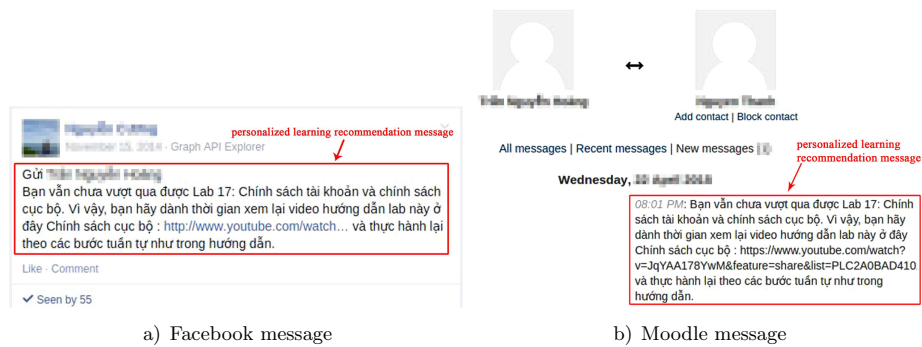 personalized learning recommendation message
· Graph API Explorer
Gửi
Bạn vẫn chưa vượt qua được Lab 17: Chính sách tài khoản và chính sách
cục bộ. Vì vậy, bạn hãy dành thời gian xem lại video hướng dẫn lab này ở
đây Chính sách cục bộ : http://www.youtube.com/watch… và thực hành lại
theo các bước tuần tự như trong hướng dẫn.
Like · Comment
Seen by 55
a) Facebook message
Add contact | Block contact
All messages | Recent messages | New messages
personalized learning
recommendation message
Wednesday,
08:01 PM: Bạn vẫn chưa vượt qua được Lab 17: Chính
sách tài khoản và chính sách cục bộ. Vì vậy, bạn hãy
dành thời gian xem lại video hướng dẫn lab này ở đây
Chính sách cục bộ : https://www.youtube.com/watch?
v=JqYAA178YwM&feature=share&list=PLC2A0BAD410
và thực hành lại theo các bước tuần tự như trong
hướng dẫn.
b) Moodle message